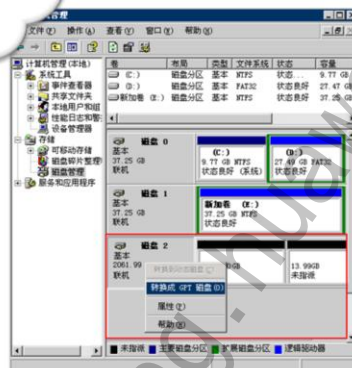 文件(F) 操作(A) 查看(V) 窗口(O) 帮助(H)
计算机管理(本地)
系统工具
事件查看器
共享文件夹
本地用户和组
性能日志和警
设备管理器
存储
可移动存储
磁盘碎片整理
磁盘管理
服务和应用程序
卷 布局 类型 文件系统 状态 容量
(C:) 磁盘分区 基本 NTFS 状态... 9.77 GB
(D:) 磁盘分区 基本 FAT32 状态良好 27.47 GB
新加卷 (E:) 磁盘分区 基本 NTFS 状态良好 37.25 GB
磁盘 0
基本
37.25 GB
联机
(C:)
9.77 GB NTFS
状态良好 (系统)
(D:)
27.49 GB FAT32
状态良好
磁盘 1
基本
37.25 GB
联机
新加卷 (E:)
37.25 GB NTFS
状态良好
磁盘 2
基本
2061.99
联机
13.99GB
未指派
转换到动态磁盘(C)
转换成 GPT 磁盘(O)
属性(P)
帮助(H)
未指派 主要磁盘分区 扩展磁盘分区 逻辑驱动器